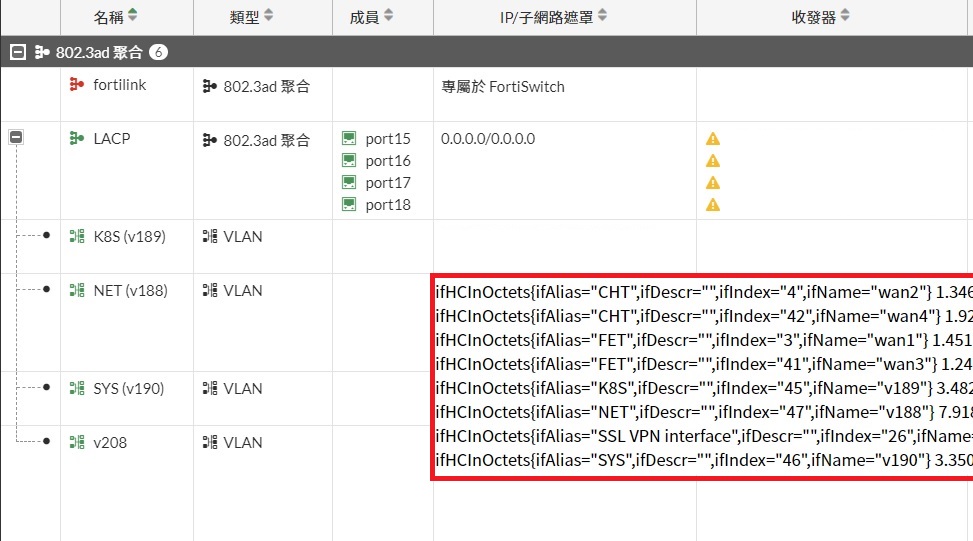 名稱 類型 成員 IP/子網路遮罩 收發器
802.3ad 聚合 6
fortilink 802.3ad 聚合 專屬於 FortiSwitch
LACP 802.3ad 聚合 port15 0.0.0.0/0.0.0.0
port16
port17
port18
K8S (v189) VLAN
NET (v188) VLAN
SYS (v190) VLAN
v208 VLAN
ifHCInOctets{ifAlias="CHT",ifDescr="",ifIndex="4",ifName="wan2"} 1.346
ifHCInOctets{ifAlias="CHT",ifDescr="",ifIndex="42",ifName="wan4"} 1.92
ifHCInOctets{ifAlias="FET",ifDescr="",ifIndex="3",ifName="wan1"} 1.451
ifHCInOctets{ifAlias="FET",ifDescr="",ifIndex="41",ifName="wan3"} 1.24
ifHCInOctets{ifAlias="K8S",ifDescr="",ifIndex="45",ifName="v189"} 3.482
ifHCInOctets{ifAlias="NET",ifDescr="",ifIndex="47",ifName="v188"} 7.918
ifHCInOctets{ifAlias="SSL VPN interface",ifDescr="",ifIndex="26",ifName=
ifHCInOctets{ifAlias="SYS",ifDescr="",ifIndex="46",ifName="v190"} 3.350